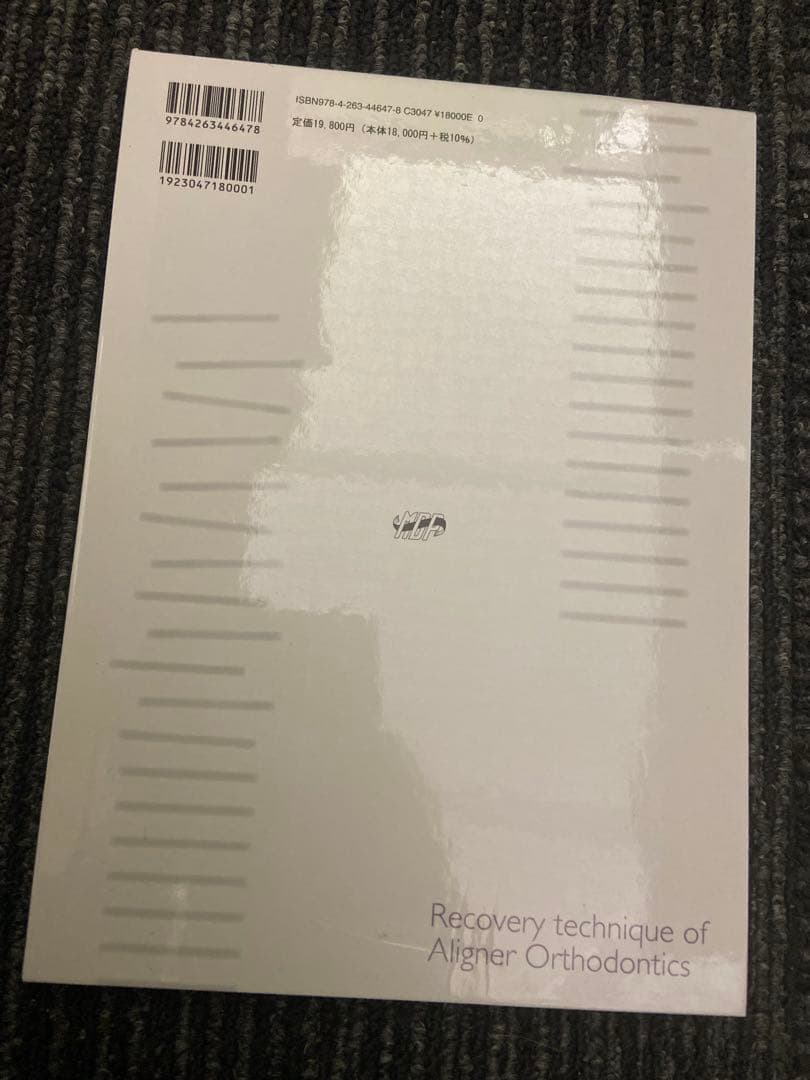 9784263446478
ISBN978-4-263-44647-8 C3047 ¥18000E 0
定価19,800円(本体18,000円+税10%)
1923047180001
MDP
Recovery technique of
Aligner Orthodontics